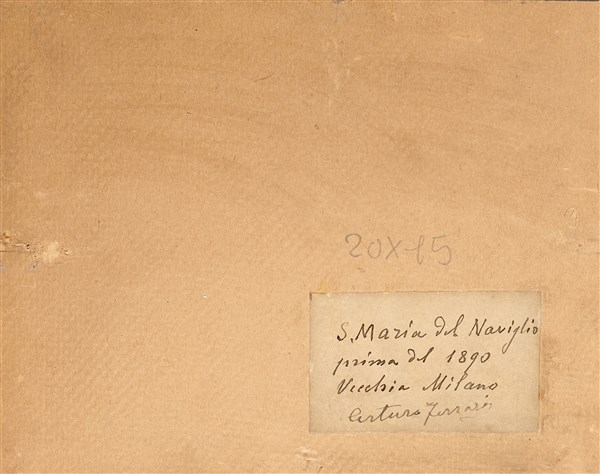 20X15
S. Maria del Naviglio
prima del 1890
Vecchia Milano
Arturo Ferrari